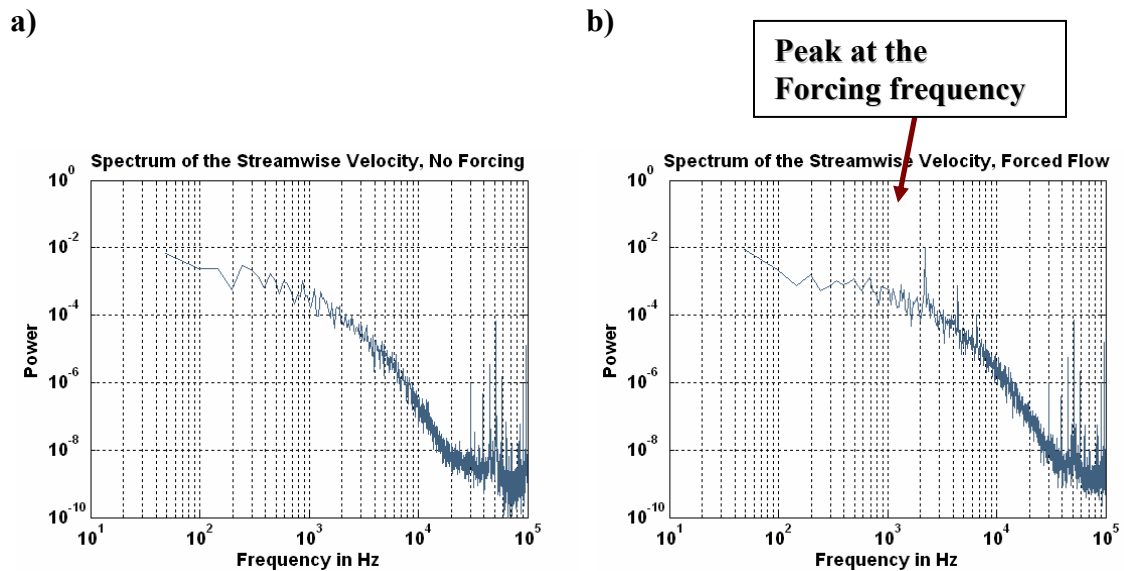 a)
b)
Peak at the
Forcing frequency
Spectrum of the Streamwise Velocity, No Forcing
10^0
10^-2
10^-4
10^-6
10^-8
10^-10
Power
10^1
10^2
10^3
10^4
10^5
Frequency in Hz
Spectrum of the Streamwise Velocity, Forced Flow
10^0
10^-2
10^-4
10^-6
10^-8
10^-10
Power
10^1
10^2
10^3
10^4
10^5
Frequency in Hz